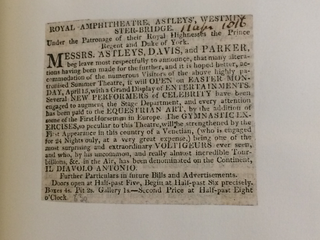 ROYAL AMPHITHEATRE, ASTLEYS', WESTMIN-
STER-BRIDGE.
Under the Patronage of their Royal Highnesses the Prince
Regent and Duke of York.
MESSRS. ASTLEYS, DAVIS, and PARKER,
beg leave most respectfully to announce, that many altera-
tions having been made for the further, and it is hoped better, ac-
commodation of the numerous Visitors of the above highly pa-
tronised Summer Theatre, it will OPEN on EASTER MON-
DAY, April 15, with a Grand Display of ENTERTAINMENTS.
Several NEW PERFORMERS of CELEBRITY have been
engaged to augment the Stage Department, and every attention
has been paid to the EQUESTRIAN ART, by the addition of
some of the First Horseman in Europe. The GYMNASTIC EX-
ERCISES, so peculiar to this Theatre, will be strengthened by the
First Appearance in this country of a Venetian, (who is engaged
for 24 Nights only, at a very great expense,) being one of the
most surprising and extraordinary VOLTIGEURS ever seen,
and who, by his uncommon, and really almost incredible Tour-
billions, &c. in the Air, has been denominated on the Continent,
IL DIAVOLO ANTONIO.
Further Particulars in future Bills and Advertisements.
Doors open at Half-past Five, Begin at Half-past Six precisely.
Boxes 4s. Pit 2s. Gallery 1s.—Second Price at Half-past Eight
o'Clock.